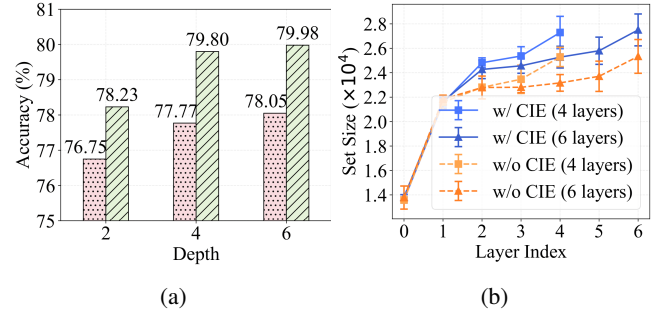 81
80
79
78
77
76
75
Accuracy (%)
76.75
78.23
77.77
79.80
78.05
79.98
2 4 6
Depth
(a)
2.8
2.6
2.4
2.2
2.0
1.8
1.6
1.4
Set Size (×10⁴)
w/ CIE (4 layers)
w/ CIE (6 layers)
w/o CIE (4 layers)
w/o CIE (6 layers)
0 1 2 3 4 5 6
Layer Index
(b)